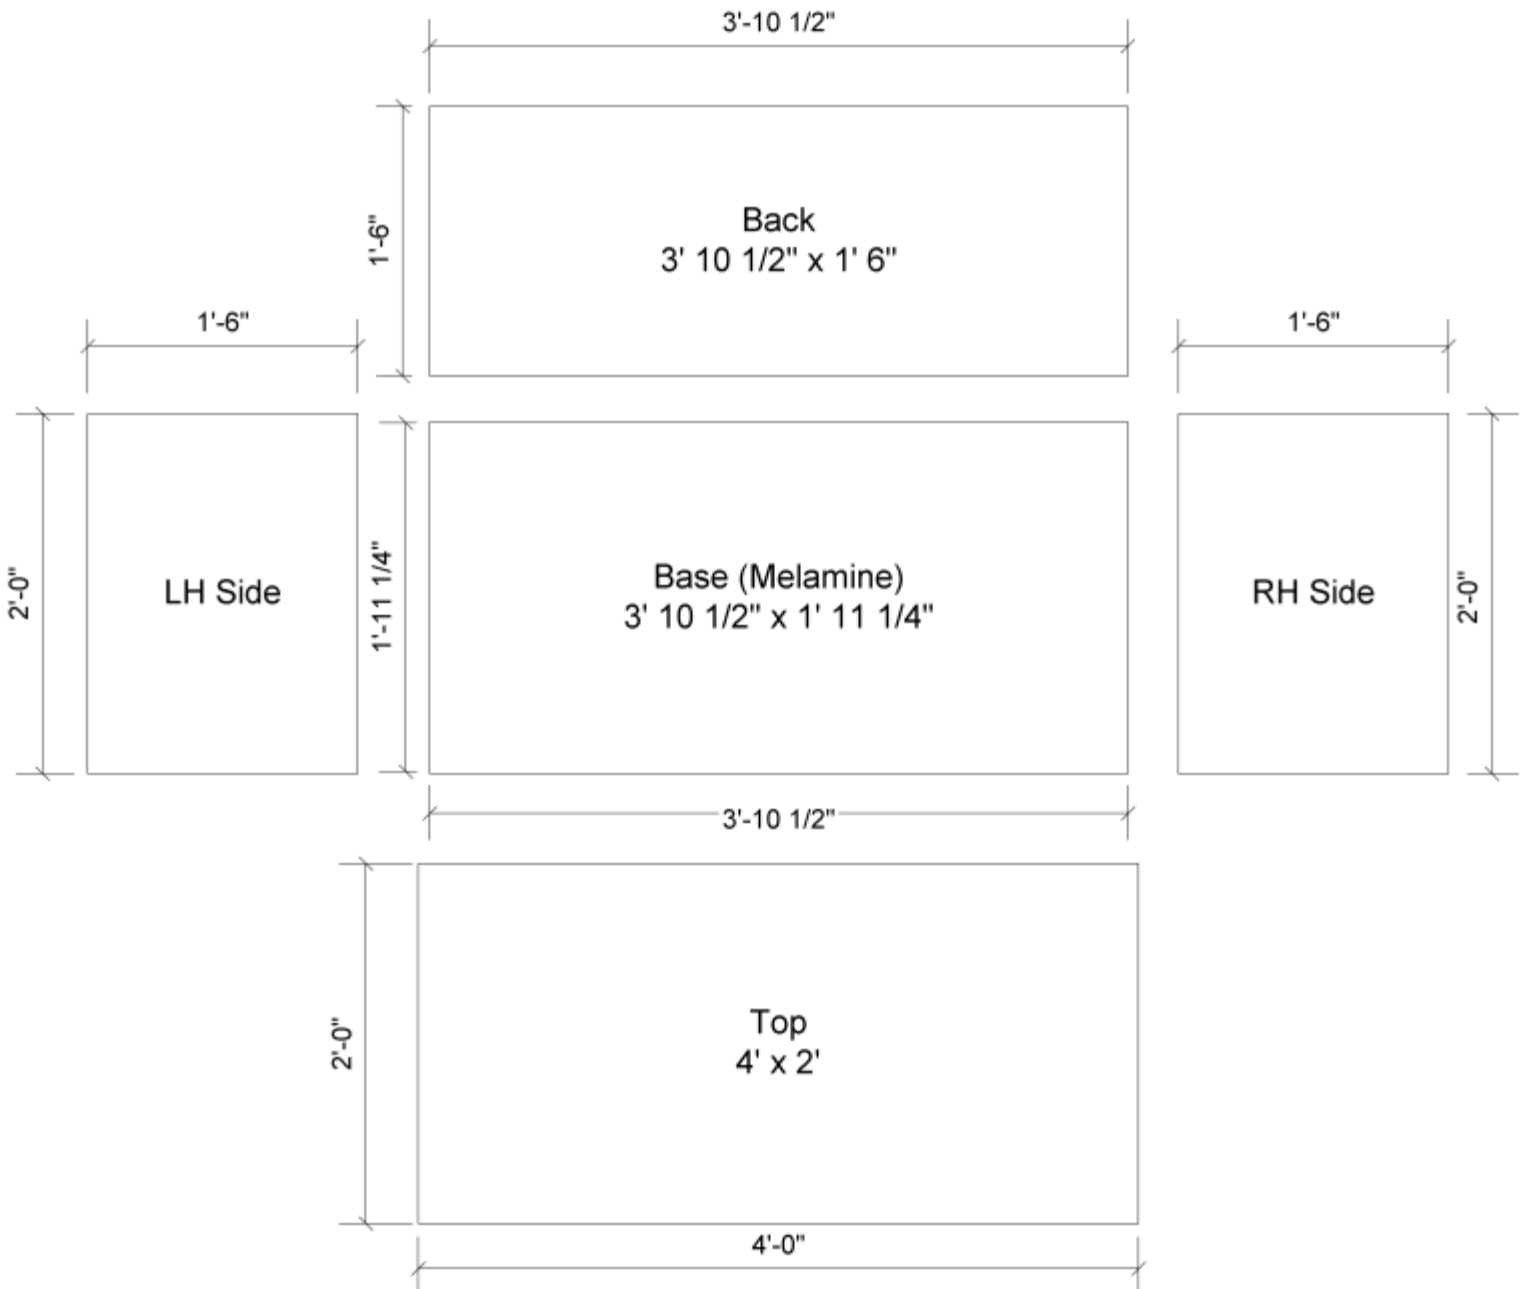 3'-10 1/2"
1'-6"
Back
3' 10 1/2" x 1' 6"
1'-6"
1'-6"
2'-0"
LH Side
1'-11 1/4"
Base (Melamine)
3' 10 1/2" x 1' 11 1/4"
RH Side
2'-0"
3'-10 1/2"
2'-0"
Top
4' x 2'
4'-0"